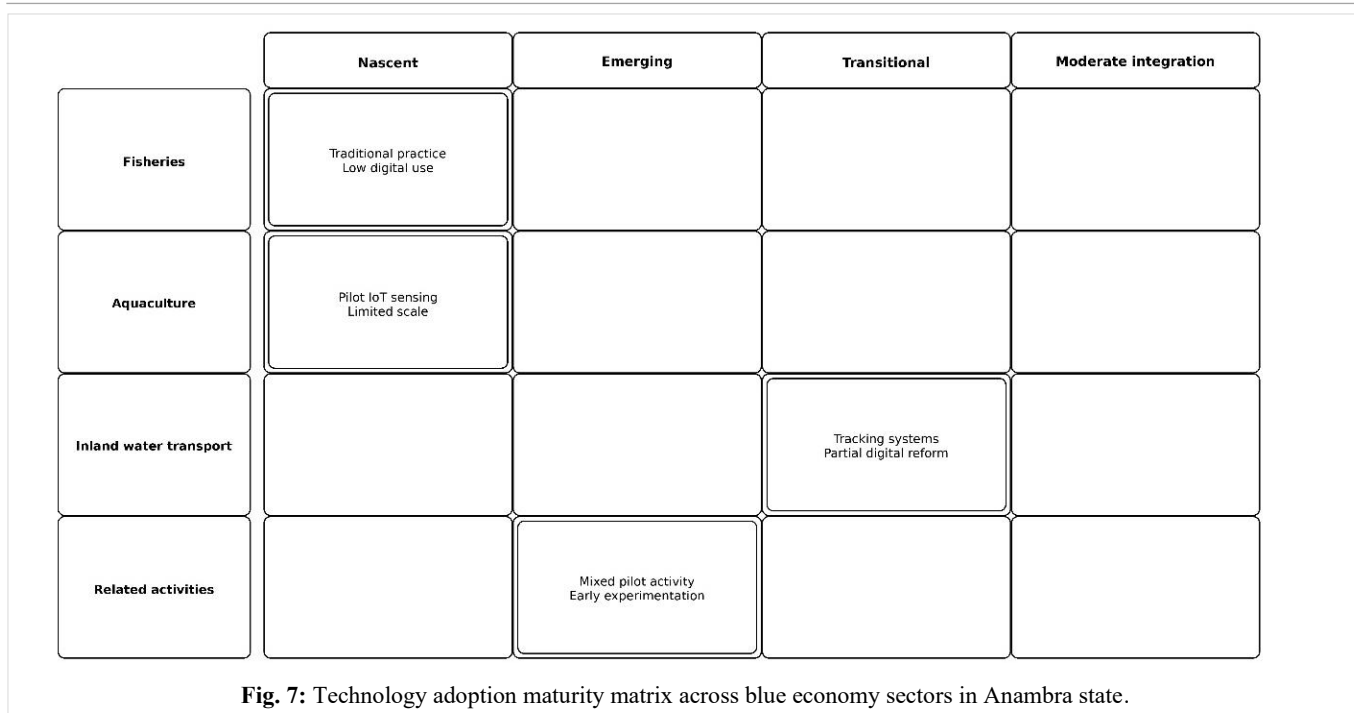 Nascent
Emerging
Transitional
Moderate integration
Fisheries
Traditional practice
Low digital use
Aquaculture
Pilot IoT sensing
Limited scale
Inland water transport
Tracking systems
Partial digital reform
Related activities
Mixed pilot activity
Early experimentation
Fig. 7: Technology adoption maturity matrix across blue economy sectors in Anambra state.